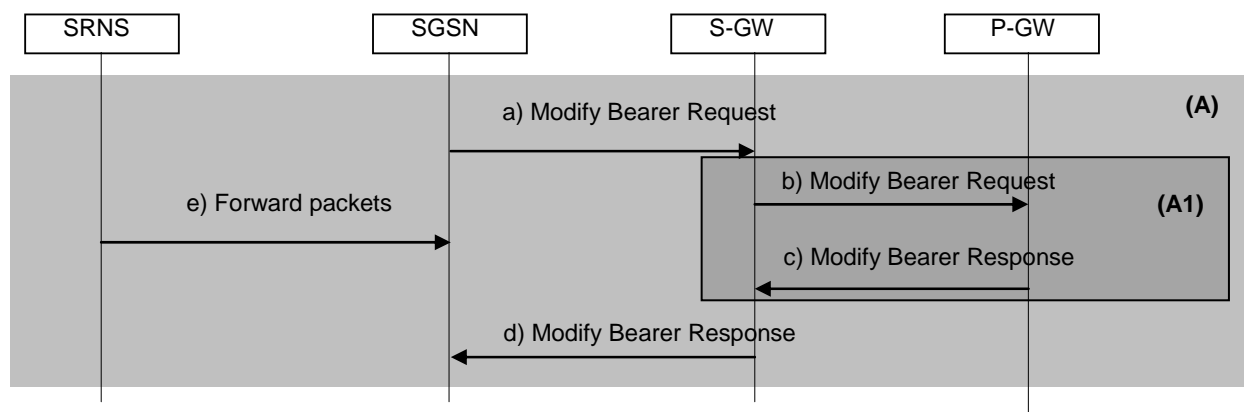 SRNS
SGSN
S-GW
P-GW
(A)
a) Modify Bearer Request
b) Modify Bearer Request
(A1)
e) Forward packets
c) Modify Bearer Response
d) Modify Bearer Response